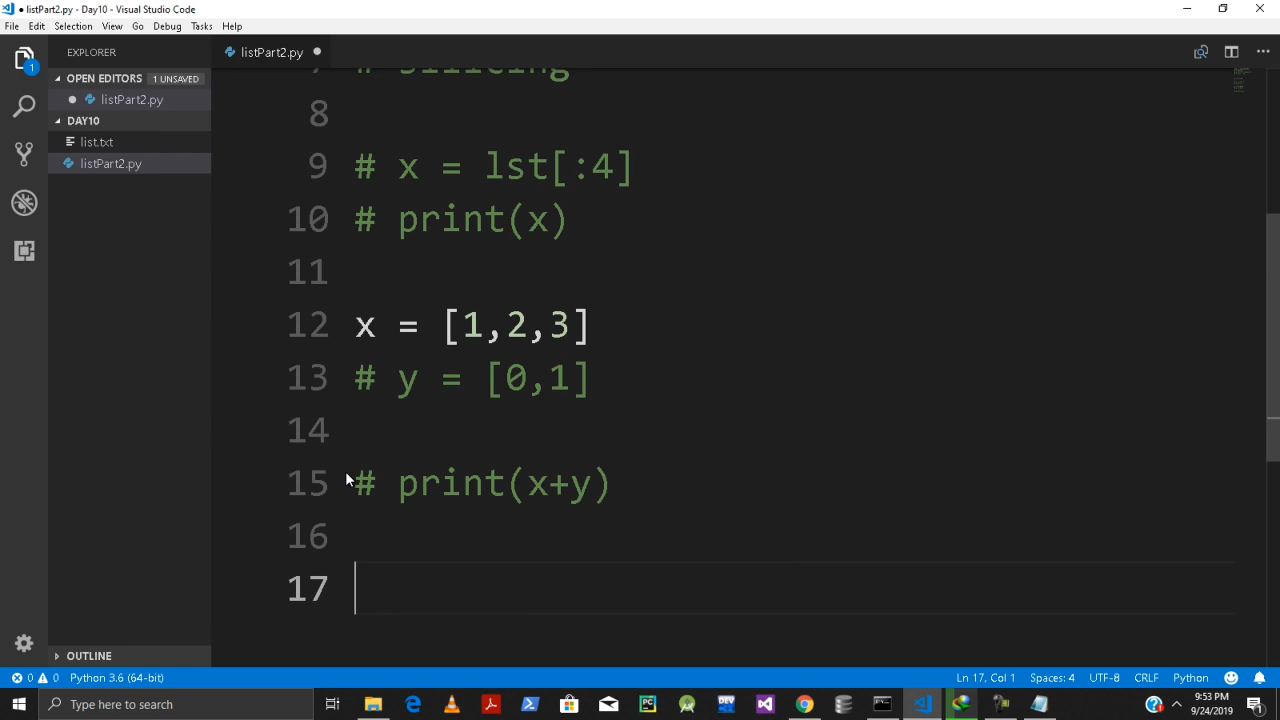 listPart2.py - Day10 - Visual Studio Code
File Edit Selection View Go Debug Tasks Help
EXPLORER
listPart2.py
OPEN EDITORS 1 UNSAVED
listPart2.py
DAY10
list.txt
listPart2.py
8
9 # x = lst[:4]
10 # print(x)
11
12 x = [1,2,3]
13 # y = [0,1]
14
15 # print(x+y)
16
17
OUTLINE
0 0 Python 3.6 (64-bit) Ln 17, Col 1 Spaces: 4 UTF-8 CRLF Python
Type here to search
9:53 PM
9/24/2019